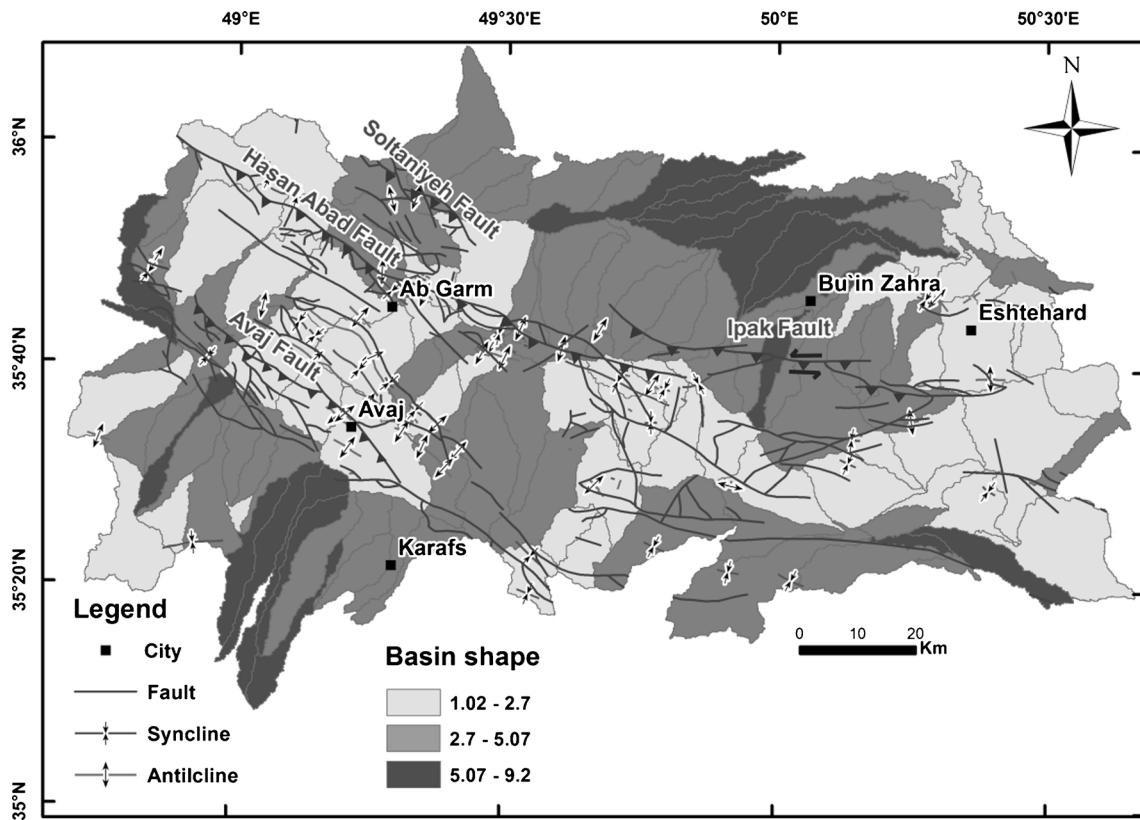 49°E 49°30'E 50°E 50°30'E
N
36°N
35°40'N
35°20'N
35°N
Soltaniyeh Fault
Hasan Abad Fault
Ab Garm
Bu'in Zahra
Eshtehard
Ipak Fault
Avaj Fault
Avaj
Karafs
0 10 20
Km
Legend
City
Fault
Syncline
Antilcline
Basin shape
1.02 - 2.7
2.7 - 5.07
5.07 - 9.2